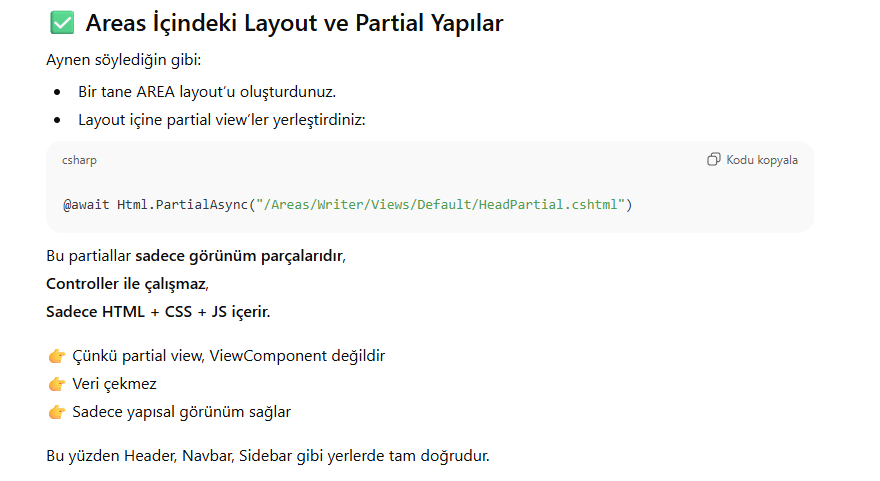 ✅ Areas İçindeki Layout ve Partial Yapılar
Aynen söylediğin gibi:
• Bir tane AREA layout’u oluşturdunuz.
• Layout içine partial view’ler yerleştirdiniz:
csharp
Kodu kopyala
@await Html.PartialAsync("/Areas/Writer/Views/Default/HeadPartial.cshtml")
Bu partiallar sadece görünüm parçalarıdır,
Controller ile çalışmaz,
Sadece HTML + CSS + JS içerir.
👉 Çünkü partial view, ViewComponent değildir
👉 Veri çekmez
👉 Sadece yapısal görünüm sağlar
Bu yüzden Header, Navbar, Sidebar gibi yerlerde tam doğrudur.